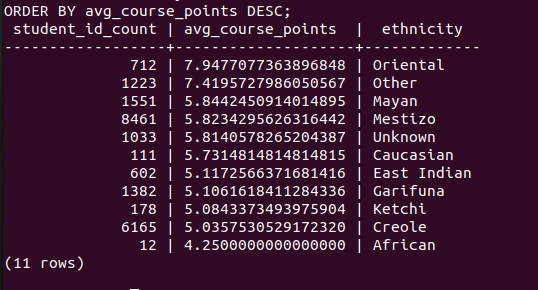 ORDER BY avg_course_points DESC;
 student_id_count | avg_course_points  |  ethnicity
------------------+--------------------+-------------
              712 | 7.9477077363896848 | Oriental
             1223 | 7.4195727986050567 | Other
             1551 | 5.8442450914014895 | Mayan
             8461 | 5.8234295626316442 | Mestizo
             1033 | 5.8140578265204387 | Unknown
              111 | 5.7314814814814815 | Caucasian
              602 | 5.1172566371681416 | East Indian
             1382 | 5.1061618411284336 | Garifuna
              178 | 5.0843373493975904 | Ketchi
             6165 | 5.0357530529172320 | Creole
               12 | 4.2500000000000000 | African
(11 rows)